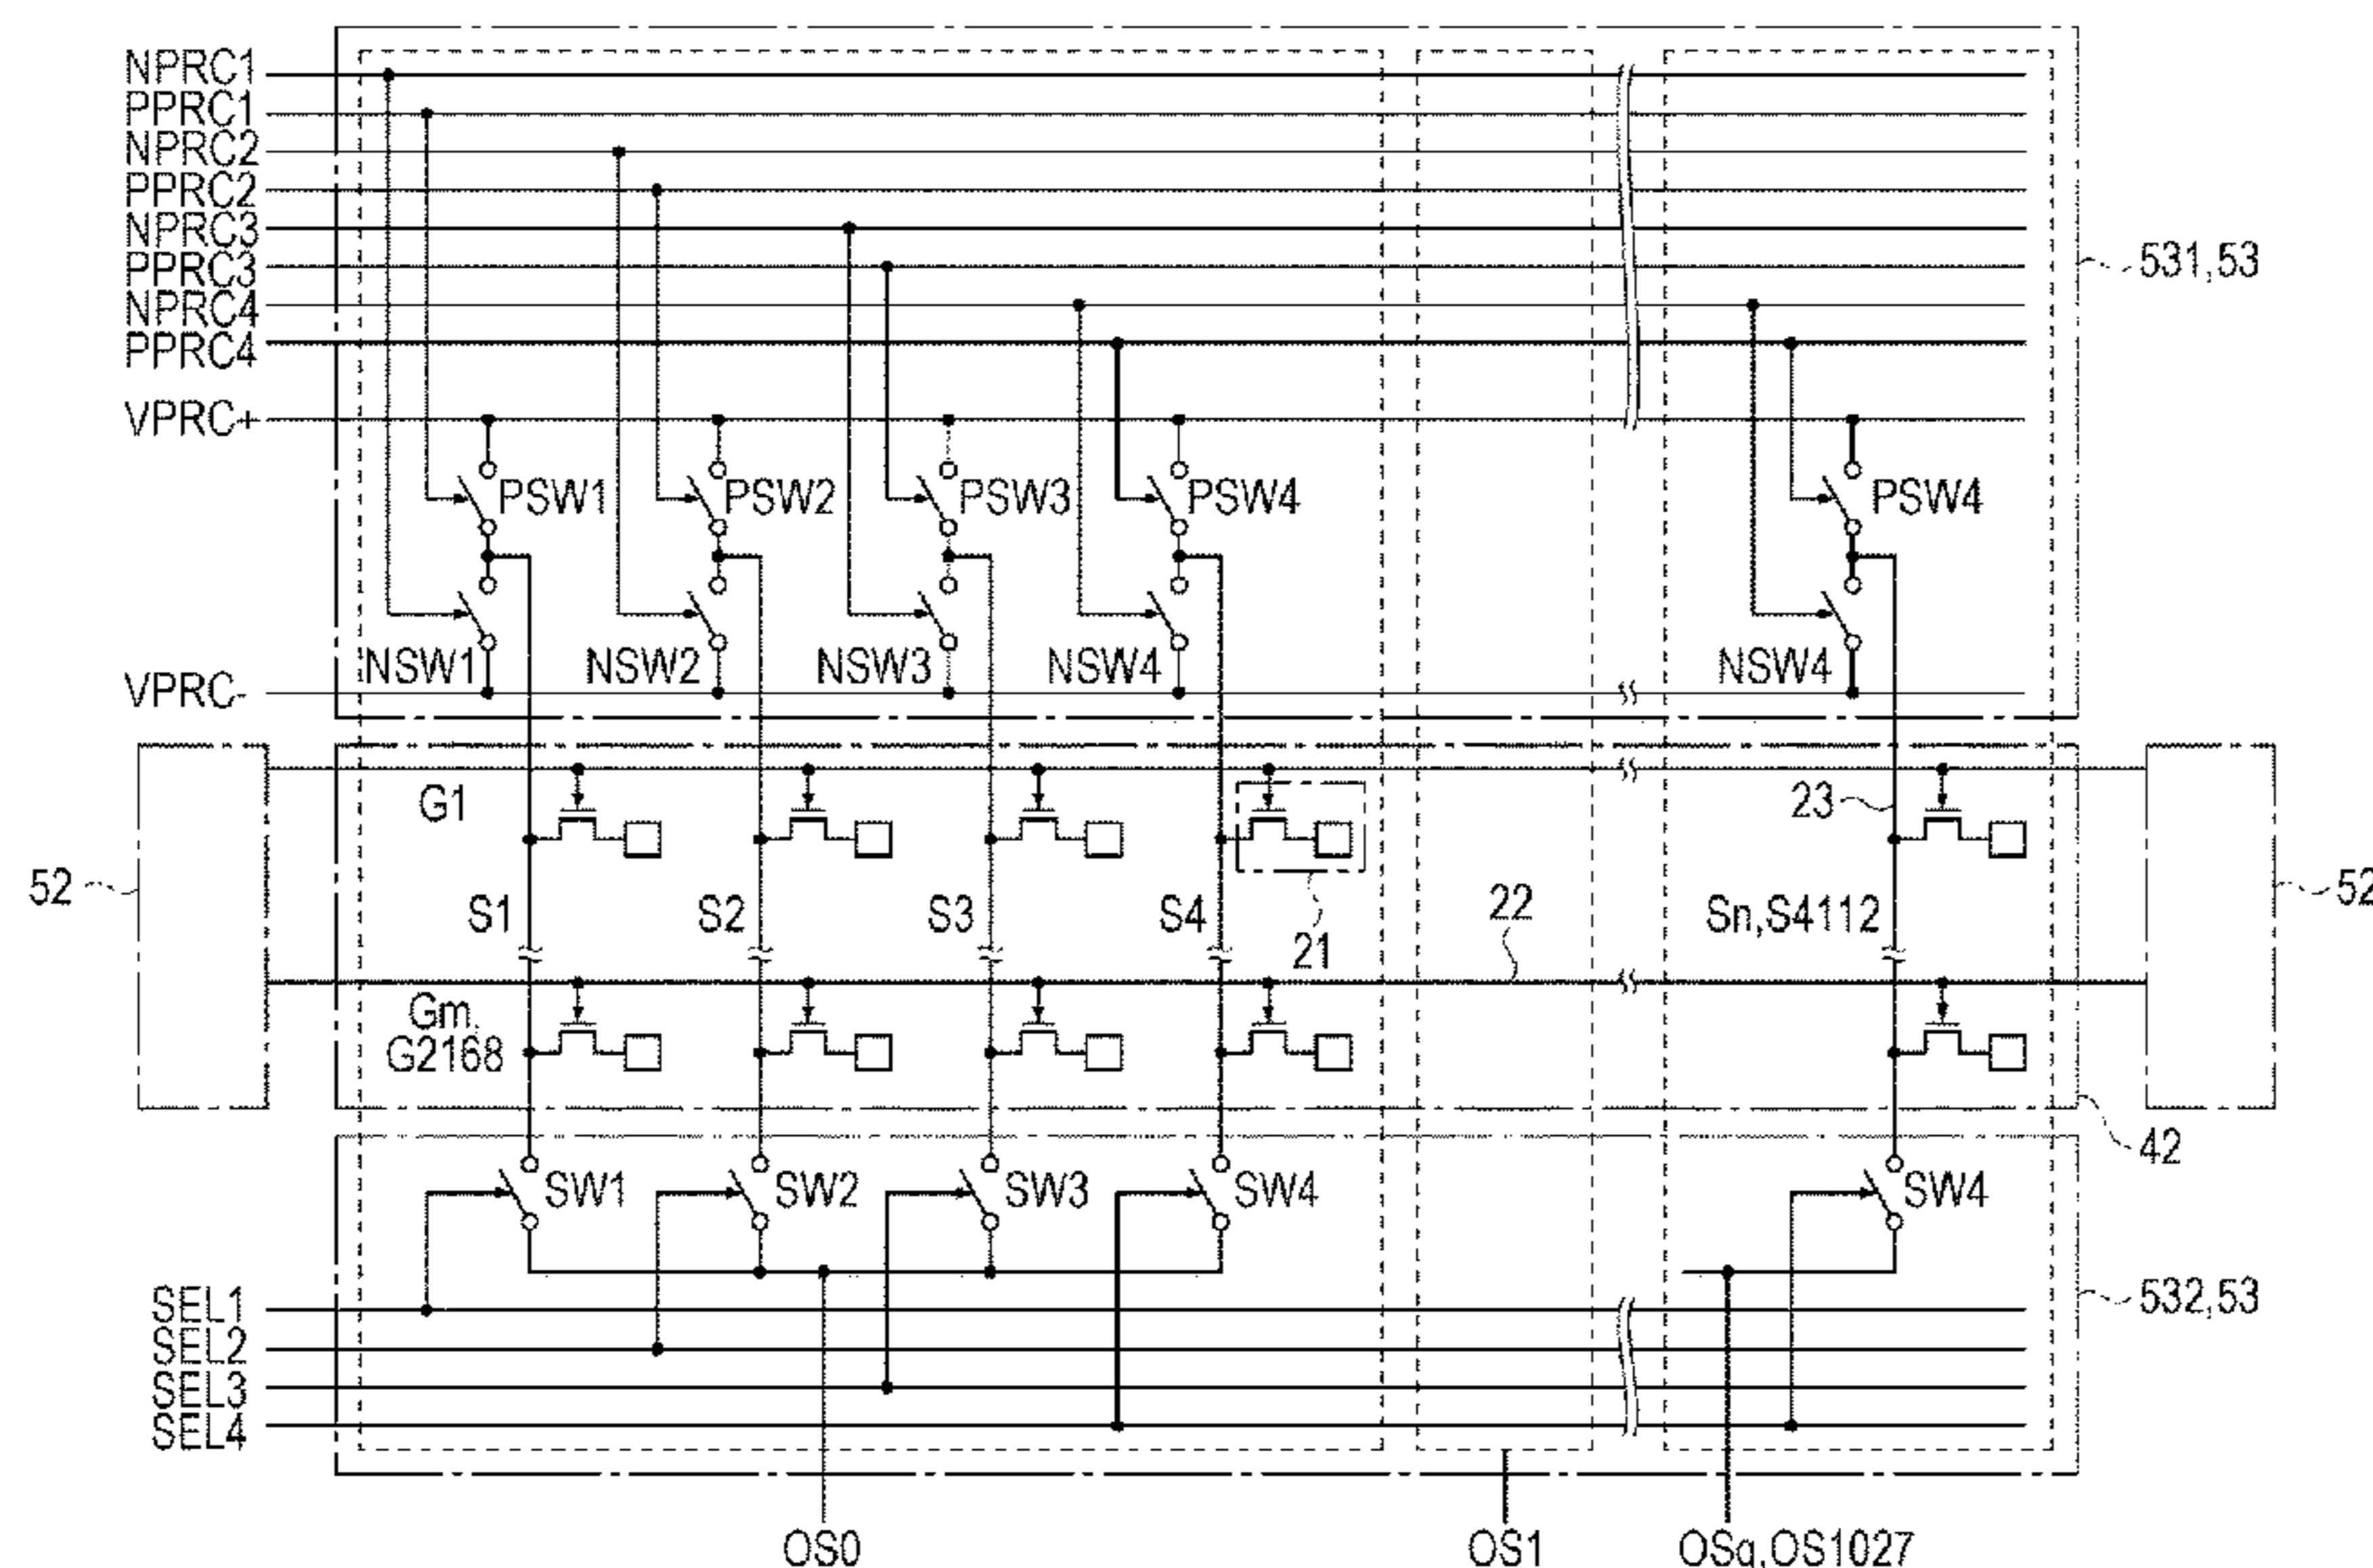 NPRC1
PPRC1
NPRC2
PPRC2
NPRC3
PPRC3
NPRC4
PPRC4
531,53
VPRC+
PSW1 PSW2 PSW3 PSW4 PSW4
NSW1 NSW2 NSW3 NSW4 NSW4
VPRC-
G1 23
52 S1 S2 S3 S4 21 22 Sn,S4112 52
Gm,
G2168
42
SW1 SW2 SW3 SW4 SW4
SEL1 532,53
SEL2
SEL3
SEL4
OS0 OS1 OSq,OS1027